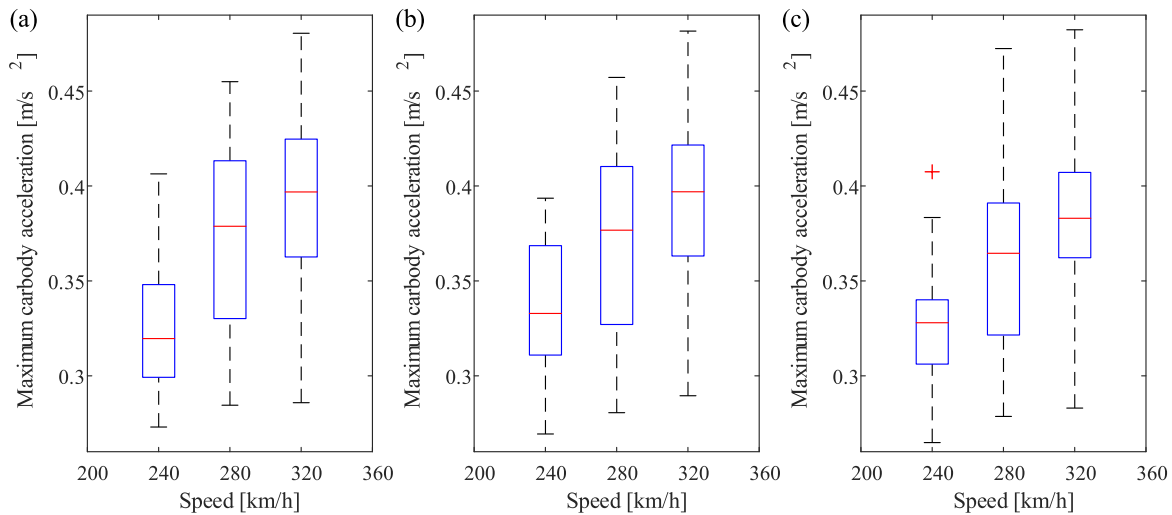 (a)
Maximum carbody acceleration [m/s 2]
0.45
0.4
0.35
0.3
200 240 280 320 360
Speed [km/h]
(b)
Maximum carbody acceleration [m/s 2]
0.45
0.4
0.35
0.3
200 240 280 320 360
Speed [km/h]
(c)
Maximum carbody acceleration [m/s 2]
0.45
0.4
0.35
0.3
200 240 280 320 360
Speed [km/h]